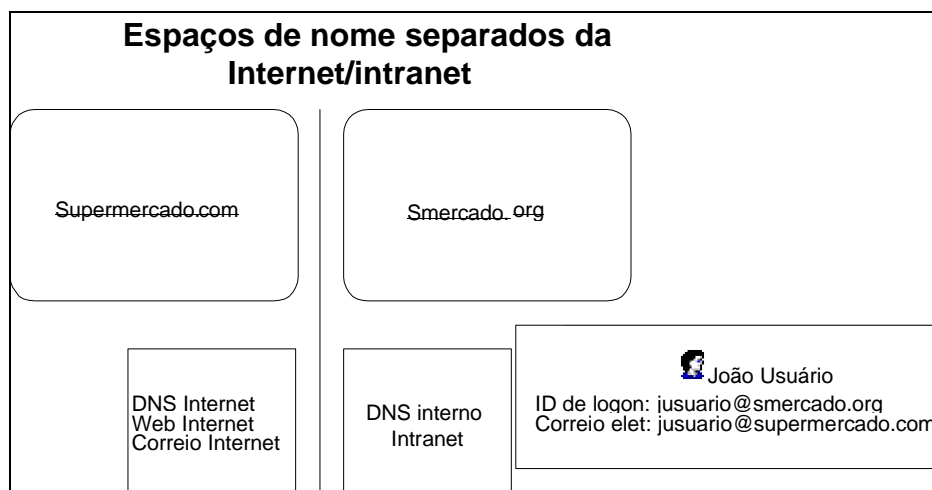 Espaços de nome separados da
Internet/intranet
Supermercado.com
Smercado. org
DNS Internet
Web Internet
Correio Internet
DNS interno
Intranet
João Usuário
ID de logon: jusuario@smercado.org
Correio elet: jusuario@supermercado.com